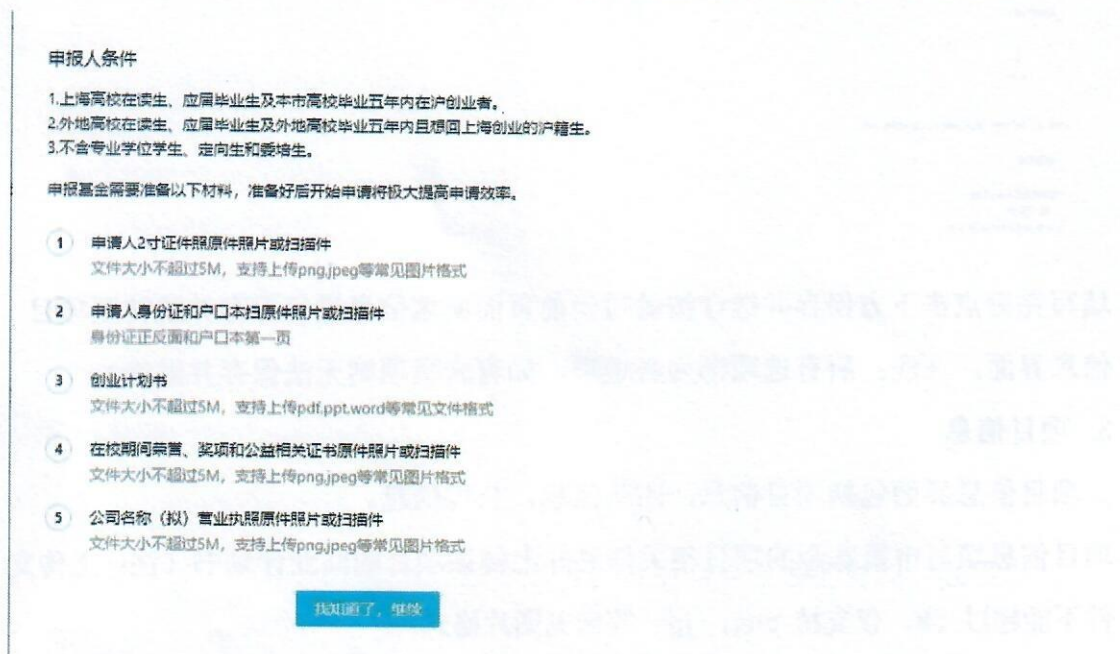 申报人条件
1.上海高校在读生、应届毕业生及本市高校毕业五年内在沪创业者。
2.外地高校在读生、应届毕业生及外地高校毕业五年内且想回上海创业的沪籍生。
3.不含专业学位学生、定向生和委培生。
申报基金需要准备以下材料，准备好后开始申请将极大提高申请效率。
1 申请人2寸证件照原件照片或扫描件
文件大小不超过5M，支持上传png,jpeg等常见图片格式
2 申请人身份证和户口本扫原件照片或扫描件
身份证正反面和户口本第一页
3 创业计划书
文件大小不超过5M，支持上传pdf.ppt.word等常见文件格式
4 在校期间荣誉、奖项和公益相关证书原件照片或扫描件
文件大小不超过5M，支持上传png,jpeg等常见图片格式
5 公司名称（拟）营业执照原件照片或扫描件
文件大小不超过5M，支持上传png,jpeg等常见图片格式
我知道了，继续